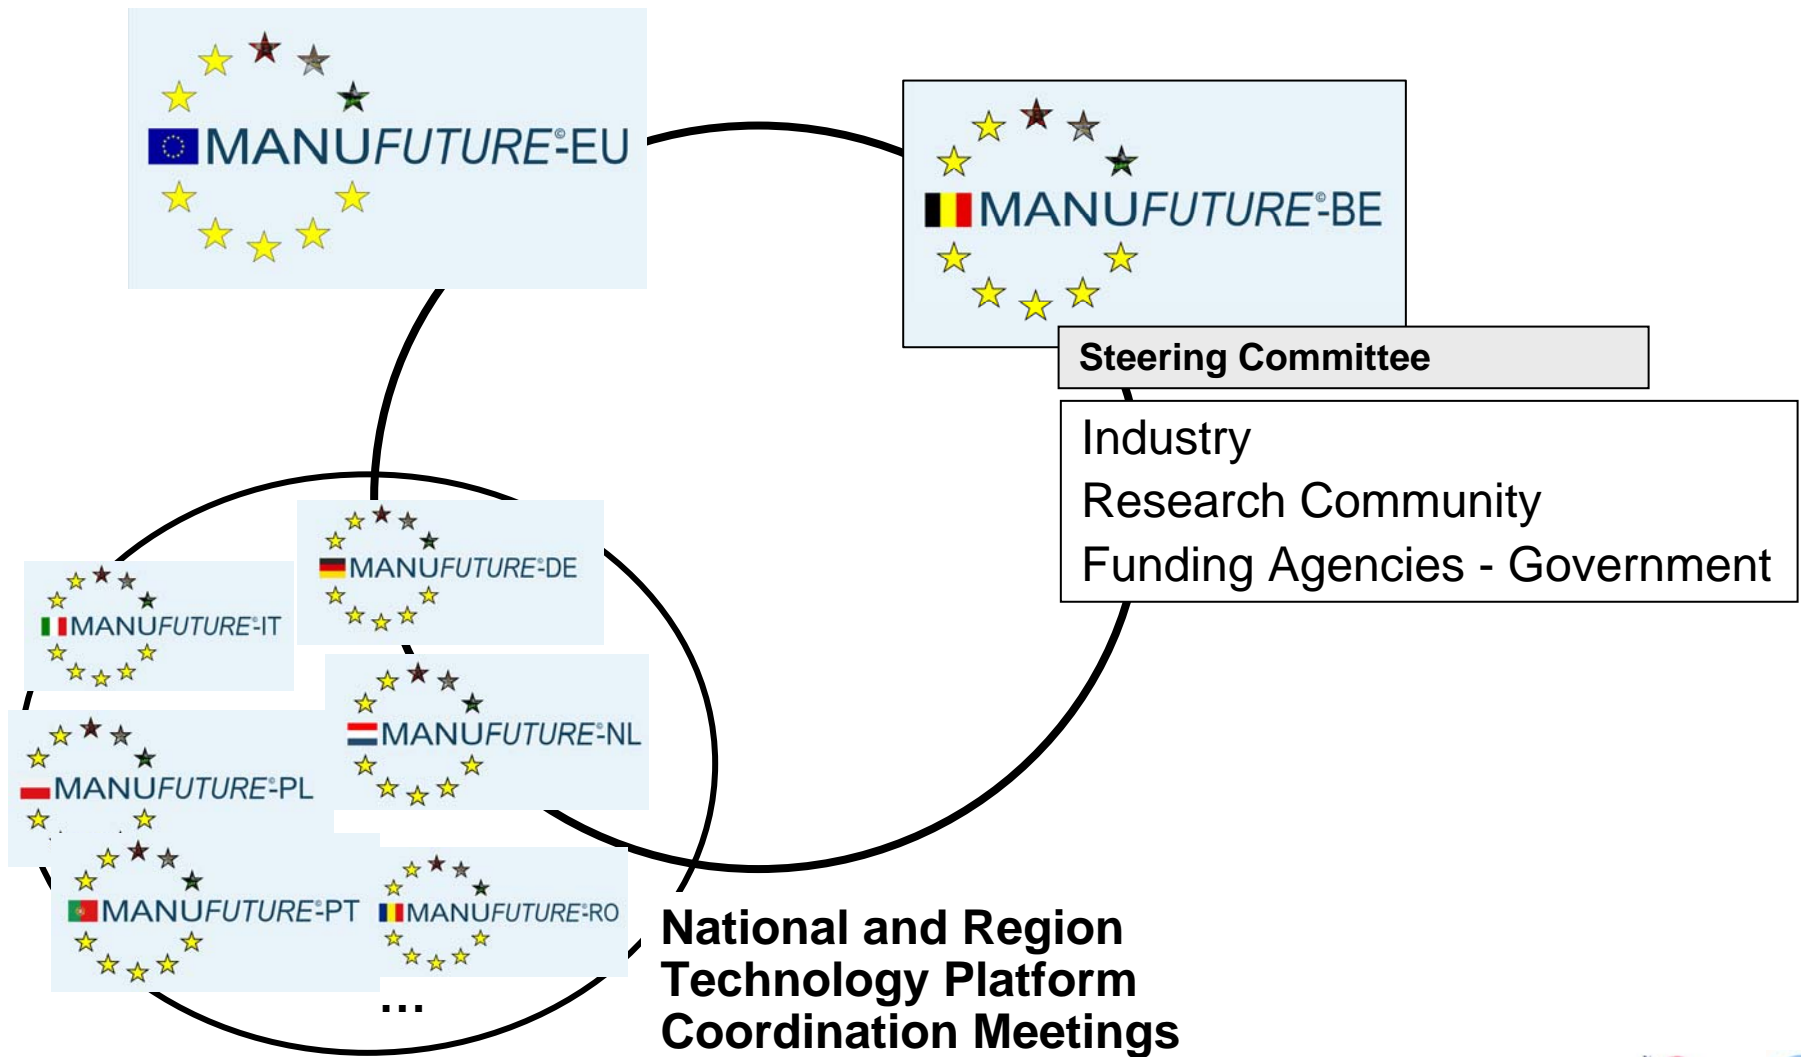 MANUFUTURE©-EU
MANUFUTURE©-BE
Steering Committee
Industry
Research Community
Funding Agencies - Government
MANUFUTURE©-DE
MANUFUTURE©-IT
MANUFUTURE©-NL
MANUFUTURE©-PL
MANUFUTURE©-PT
MANUFUTURE©-RO
...
National and Region
Technology Platform
Coordination Meetings